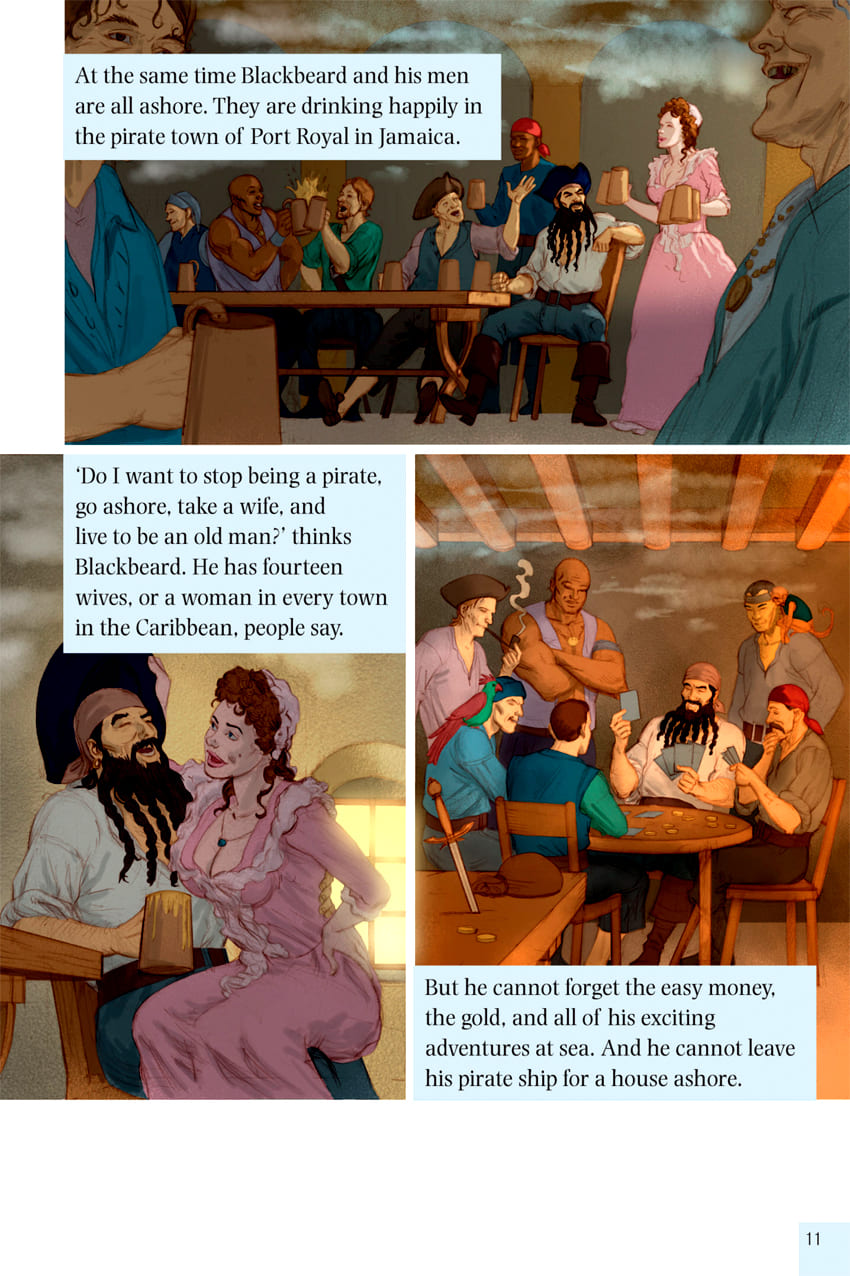 At the same time Blackbeard and his men
are all ashore. They are drinking happily in
the pirate town of Port Royal in Jamaica.
‘Do I want to stop being a pirate,
go ashore, take a wife, and
live to be an old man?’ thinks
Blackbeard. He has fourteen
wives, or a woman in every town
in the Caribbean, people say.
But he cannot forget the easy money,
the gold, and all of his exciting
adventures at sea. And he cannot leave
his pirate ship for a house ashore.
11